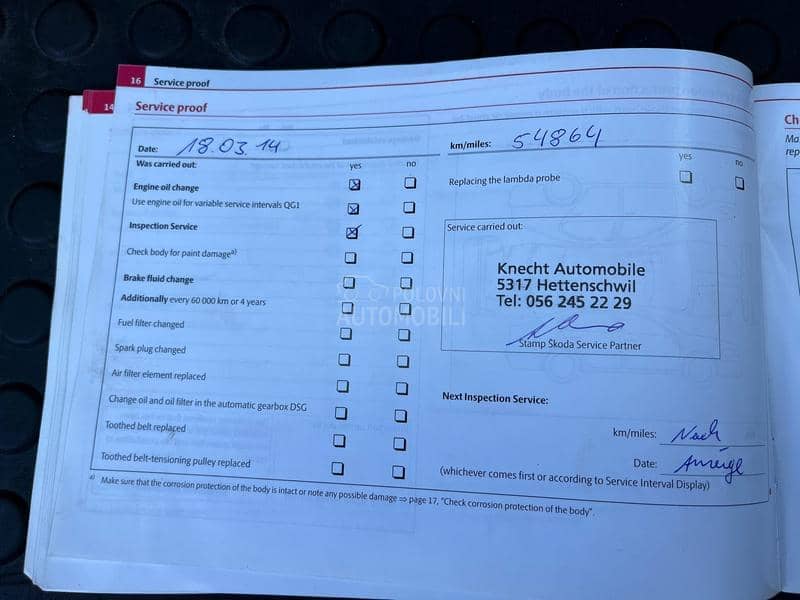 16 Service proof
14
Service proof
Date: 18.03.14
km/miles: 54864
Was carried out:
yes
no
yes
no
Engine oil change
Use engine oil for variable service intervals QG1
Inspection Service
Check body for paint damage a)
Brake fluid change
Additionally every 60 000 km or 4 years
Fuel filter changed
Spark plug changed
Air filter element replaced
Change oil and oil filter in the automatic gearbox DSG
Toothed belt replaced
Toothed belt-tensioning pulley replaced
Replacing the lambda probe
Service carried out:
Knecht Automobile
5317 Hettenschwil
Tel: 056 245 22 29
Stamp Škoda Service Partner
Next Inspection Service:
km/miles: Nach
Date: Anzeige
(whichever comes first or according to Service Interval Display)
a) Make sure that the corrosion protection of the body is intact or note any possible damage ⇒ page 17, "Check corrosion protection of the body".
POLOVNI
AUTOMOBILI
Ch
Ma
rep